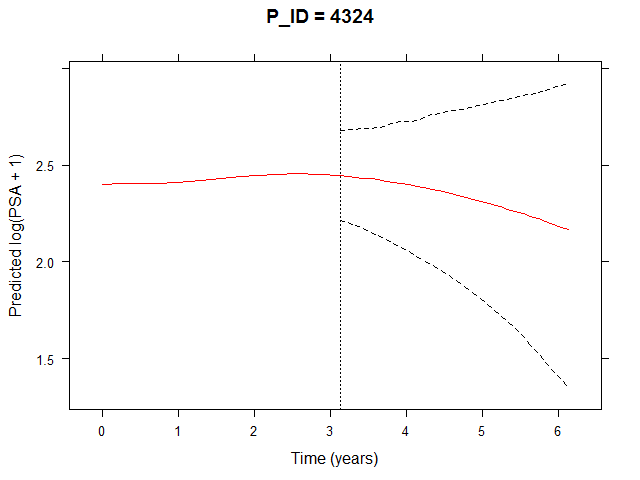 P_ID = 4324
Predicted log(PSA + 1)
2.5
2.0
1.5
0 1 2 3 4 5 6
Time (years)